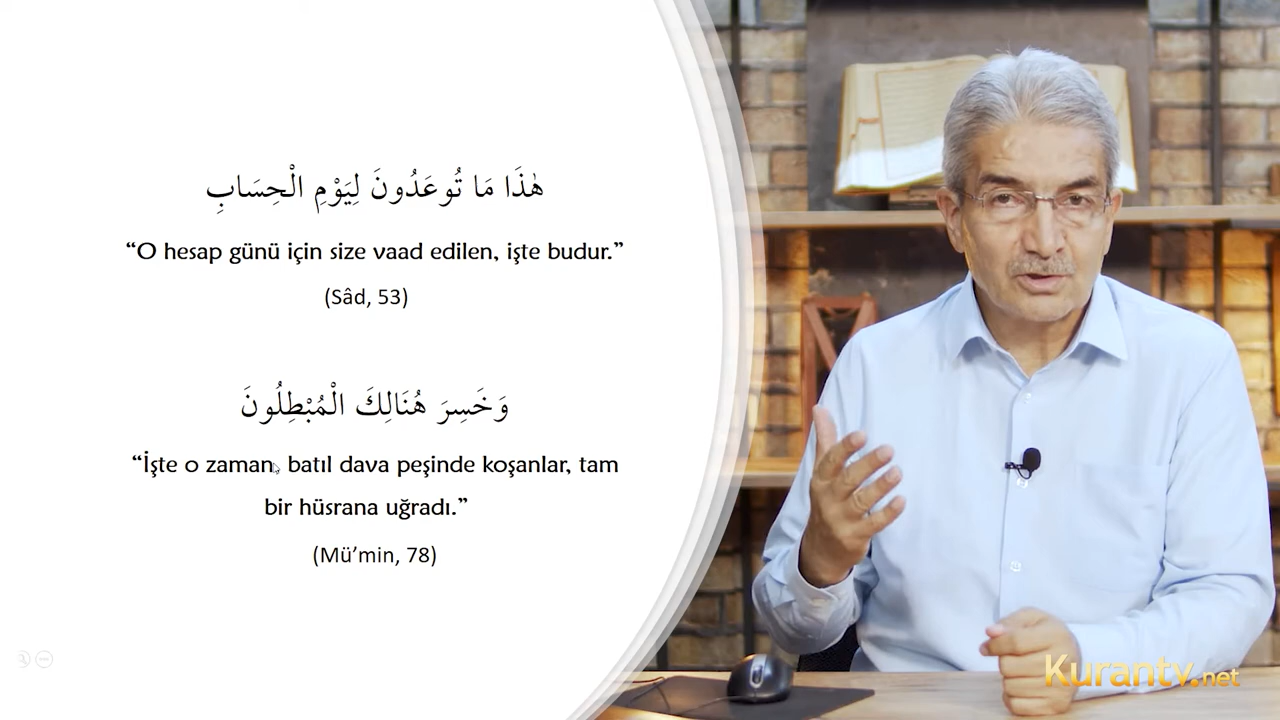 هٰذَا مَا تُوعَدُونَ لِيَوْمِ الْحِسَابِ
“O hesap günü için size vaad edilen, işte budur.”
(Sâd, 53)
وَخَسِرَ هُنَالِكَ الْمُبْطِلُونَ
“İşte o zaman, batıl dava peşinde koşanlar, tam
bir hüsrana uğradı.”
(Mü’min, 78)
Kurantv.net